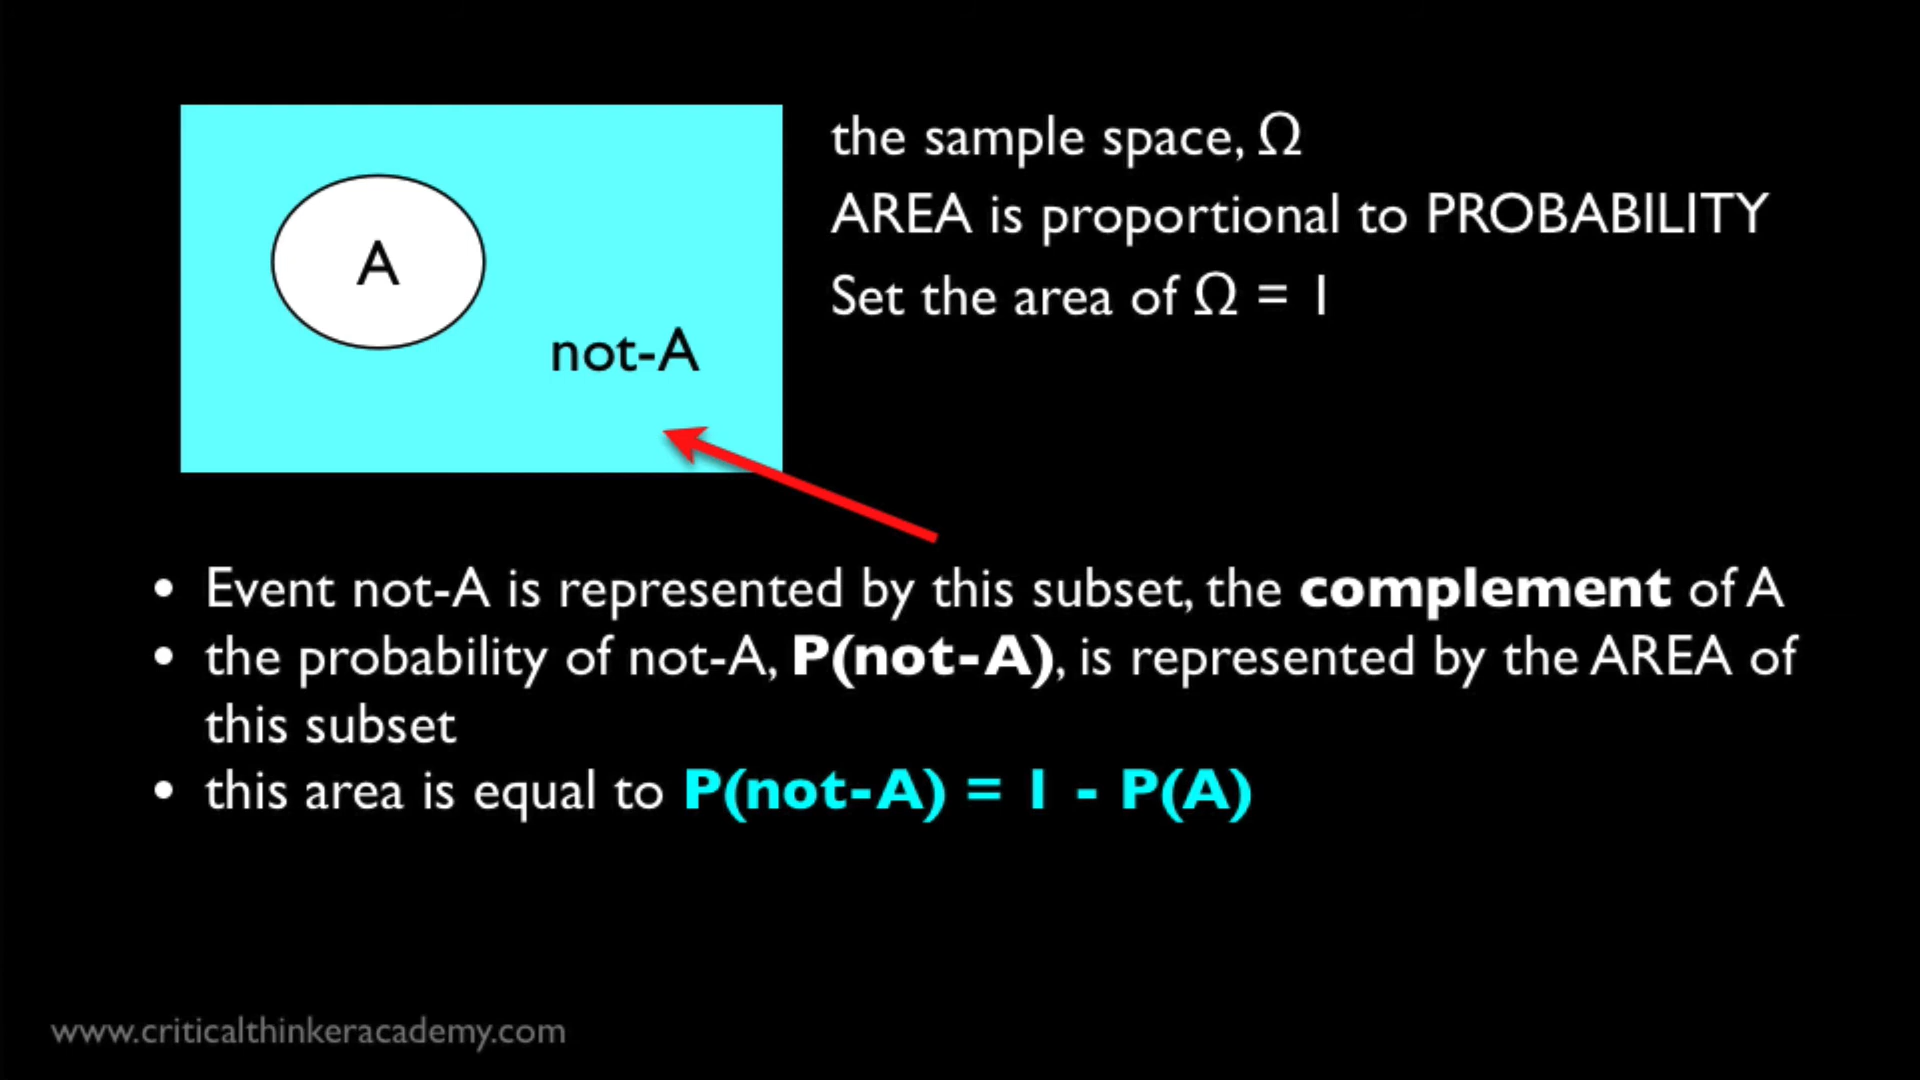 the sample space, Ω
AREA is proportional to PROBABILITY
Set the area of Ω = 1
A
not-A
• Event not-A is represented by this subset, the complement of A
• the probability of not-A, P(not-A), is represented by the AREA of
this subset
• this area is equal to P(not-A) = 1 - P(A)
www.criticalthinkeracademy.com